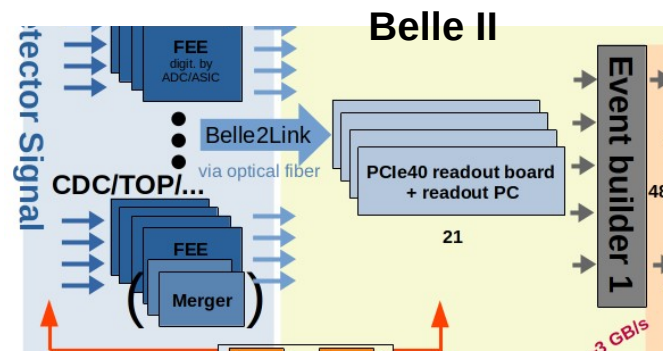 Belle II
etector Signal
FEE
digit. by
ADC/ASIC
Belle2Link
via optical fiber
CDC/TOP/...
FEE
( Merger )
PCIe40 readout board
+ readout PC
21
Event builder 1
48
3 GB/s